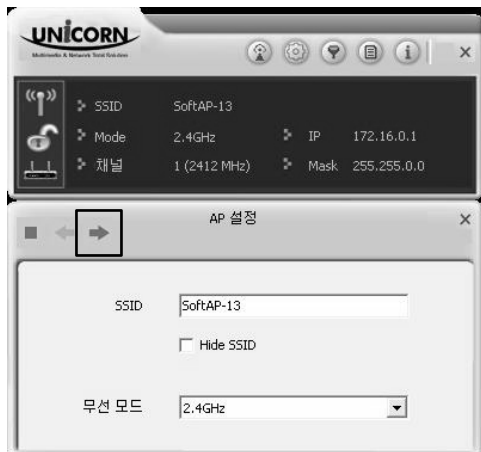 UNICORN
Multimedia & Network Total Solution
SSID SoftAP-13
Mode 2.4GHz IP 172.16.0.1
채널 1 (2412 MHz) Mask 255.255.0.0
AP 설정
SSID SoftAP-13
Hide SSID
무선 모드 2.4GHz